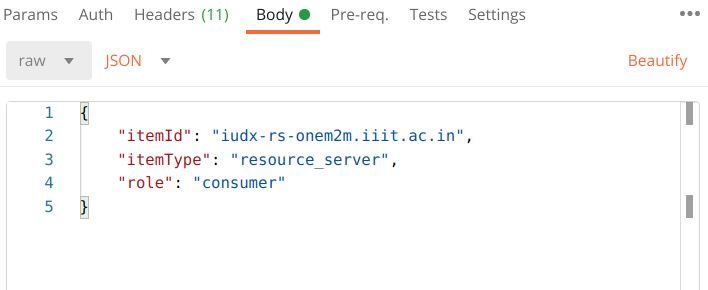 Params Auth Headers (11) Body Pre-req. Tests Settings
raw JSON Beautify
1 {
2 "itemId": "iudx-rs-onem2m.iiit.ac.in",
3 "itemType": "resource_server",
4 "role": "consumer"
5 }